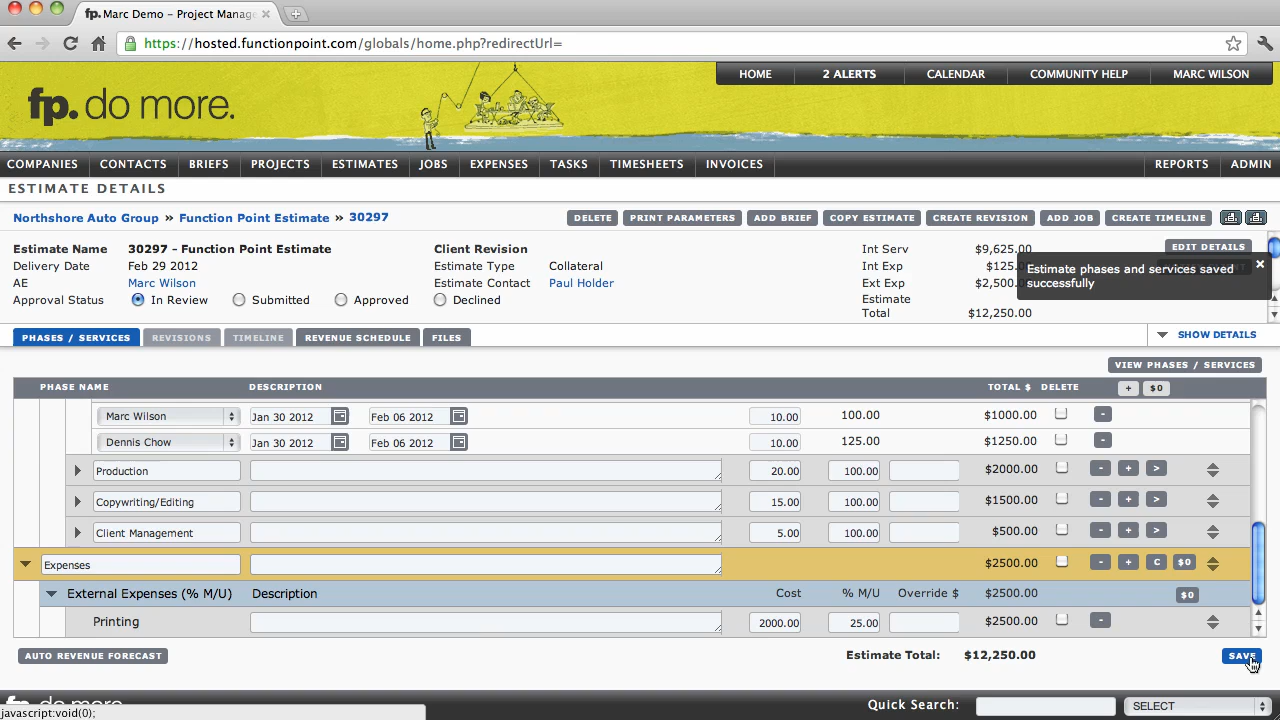 fp. Marc Demo – Project Manag
https://hosted.functionpoint.com/globals/home.php?redirectUrl=
HOME 2 ALERTS CALENDAR COMMUNITY HELP MARC WILSON
fp. do more.
COMPANIES CONTACTS BRIEFS PROJECTS ESTIMATES JOBS EXPENSES TASKS TIMESHEETS INVOICES REPORTS ADMIN
ESTIMATE DETAILS
Northshore Auto Group » Function Point Estimate » 30297 DELETE PRINT PARAMETERS ADD BRIEF COPY ESTIMATE CREATE REVISION ADD JOB CREATE TIMELINE
Estimate Name 30297 - Function Point Estimate Client Revision Int Serv $9,625.00 EDIT DETAILS
Delivery Date Feb 29 2012 Estimate Type Collateral Int Exp $125.
AE Marc Wilson Estimate Contact Paul Holder Ext Exp $2,500.
Approval Status In Review Submitted Approved Declined Estimate
Total $12,250.00
Estimate phases and services saved
successfully
PHASES / SERVICES REVISIONS TIMELINE REVENUE SCHEDULE FILES SHOW DETAILS
VIEW PHASES / SERVICES
PHASE NAME DESCRIPTION TOTAL $ DELETE + $0
Marc Wilson Jan 30 2012 Feb 06 2012 10.00 100.00 $1000.00 -
Dennis Chow Jan 30 2012 Feb 06 2012 10.00 125.00 $1250.00 -
Production 20.00 100.00 $2000.00 - + >
Copywriting/Editing 15.00 100.00 $1500.00 - + >
Client Management 5.00 100.00 $500.00 - + >
Expenses $2500.00 - + C $0
External Expenses (% M/U) Description Cost % M/U Override $ $2500.00 $0
Printing 2000.00 25.00 $2500.00 -
AUTO REVENUE FORECAST Estimate Total: $12,250.00 SAVE
fp. do more.
Quick Search: SELECT
javascript:void(0);